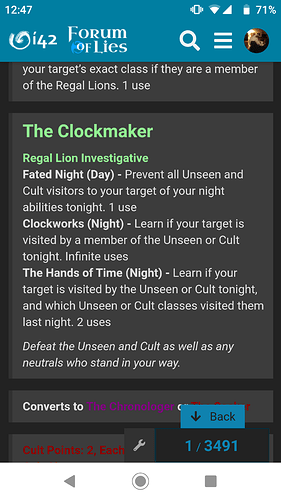 12:47
71%
i42 FORUM OF LIES
your target's exact class if they are a member
of the Regal Lions. 1 use
The Clockmaker
Regal Lion Investigative
Fated Night (Day) - Prevent all Unseen and
Cult visitors to your target of your night
abilities tonight. 1 use
Clockworks (Night) - Learn if your target is
visited by a member of the Unseen or Cult
tonight. Infinite uses
The Hands of Time (Night) - Learn if your
target is visited by the Unseen or Cult tonight,
and which Unseen or Cult classes visited them
last night. 2 uses
Defeat the Unseen and Cult as well as any
neutrals who stand in your way.
Converts to
Back
Cult Points: 2, Each
1 / 3491